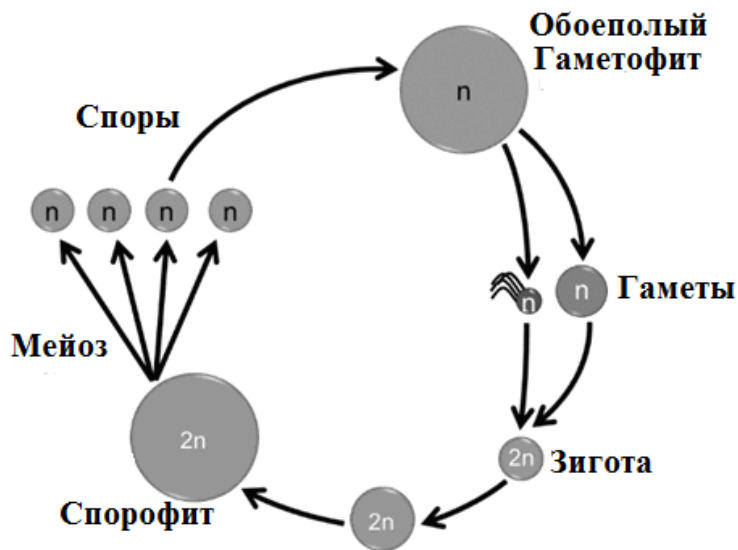 Обоеполый
Гаметофит
n
Споры
n n n n
n n Гаметы
Мейоз
2n
2n Зигота
Спорофит
2n